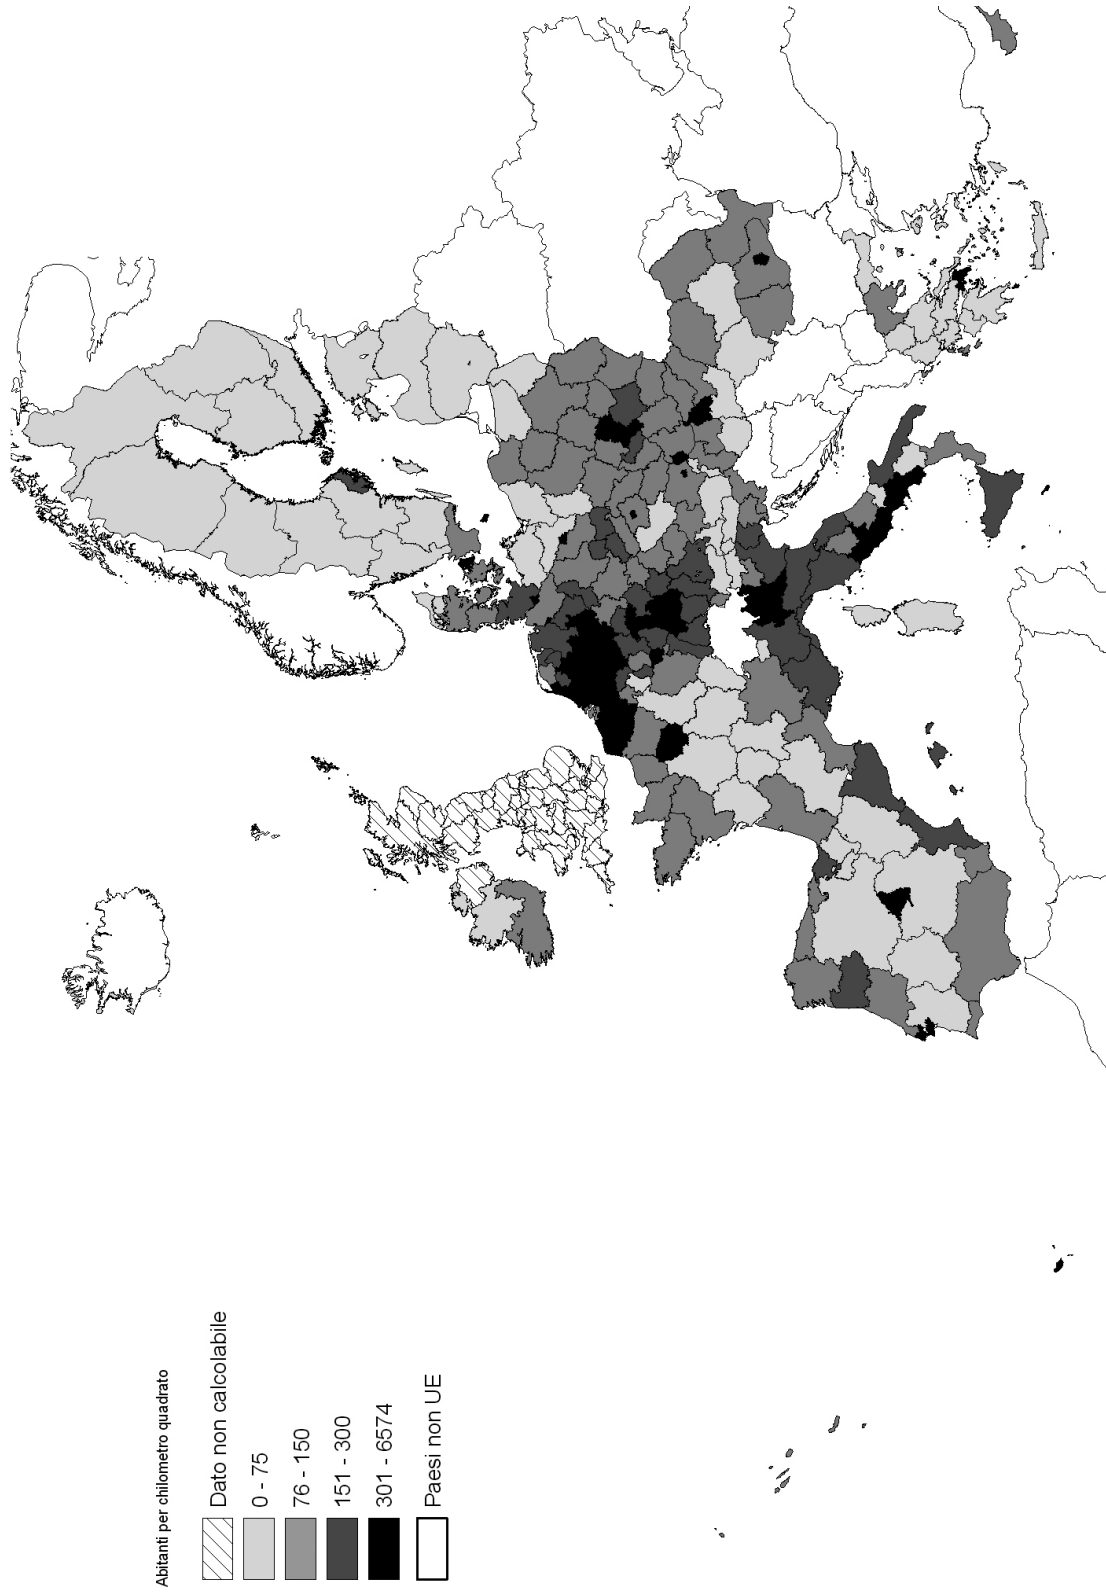 Abitanti per chilometro quadrato
Dato non calcolabile
0 - 75
76 - 150
151 - 300
301 - 6574
Paesi non UE